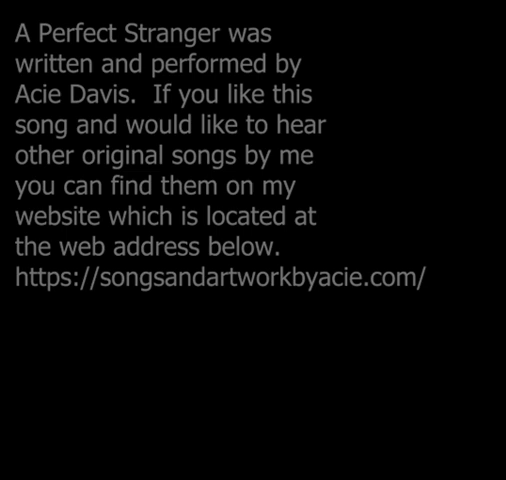 A Perfect Stranger was
written and performed by
Acie Davis.  If you like this
song and would like to hear
other original songs by me
you can find them on my
website which is located at
the web address below.
https://songsandartworkbyacie.com/